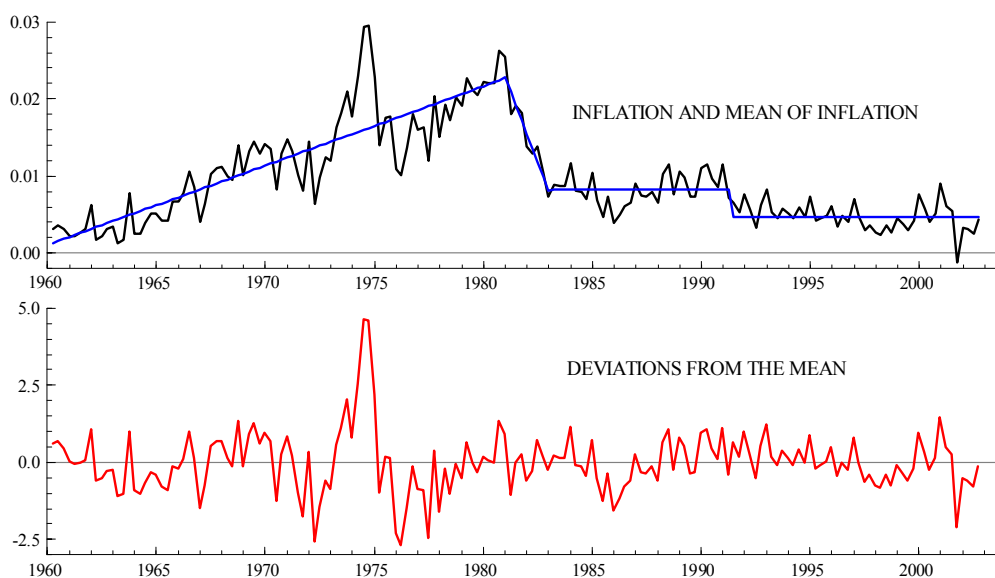 0.03
0.02
INFLATION AND MEAN OF INFLATION
0.01
0.00
1960 1965 1970 1975 1980 1985 1990 1995 2000
5.0
DEVIATIONS FROM THE MEAN
2.5
0.0
-2.5
1960 1965 1970 1975 1980 1985 1990 1995 2000